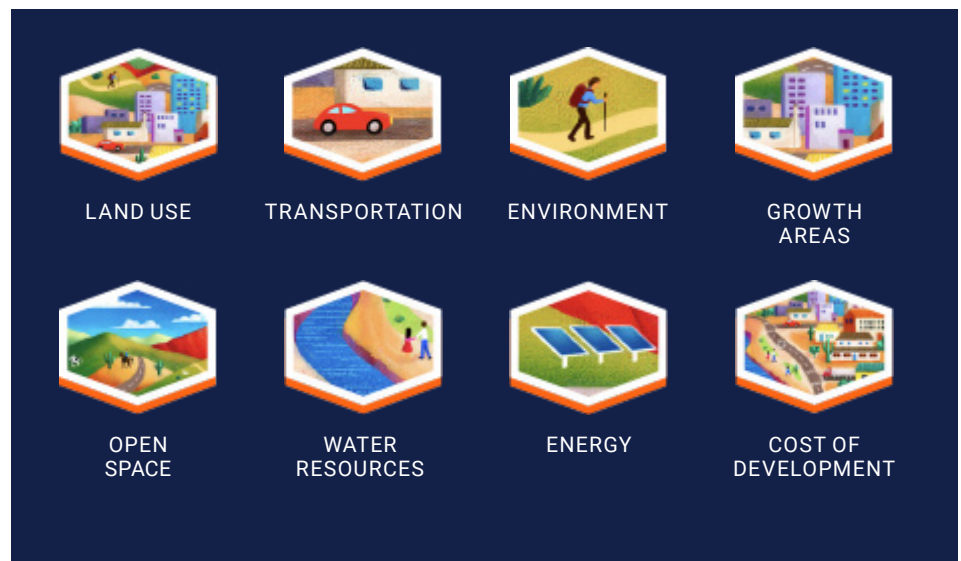 LAND USE
TRANSPORTATION
ENVIRONMENT
GROWTH
AREAS
OPEN
SPACE
WATER
RESOURCES
ENERGY
COST OF
DEVELOPMENT